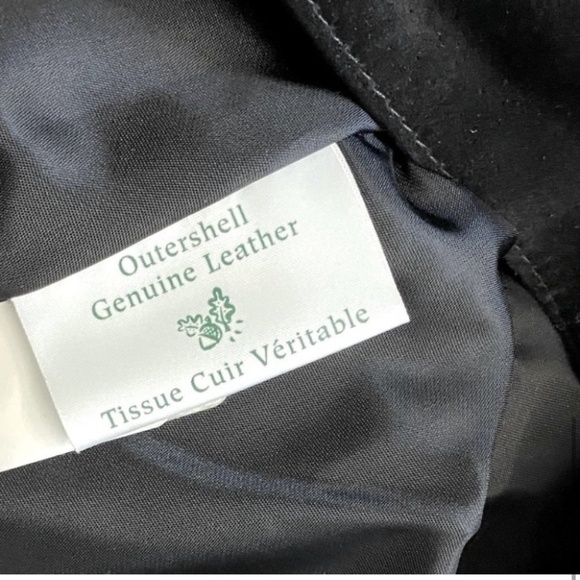 Outershell
Genuine Leather
Tissue Cuir Véritable